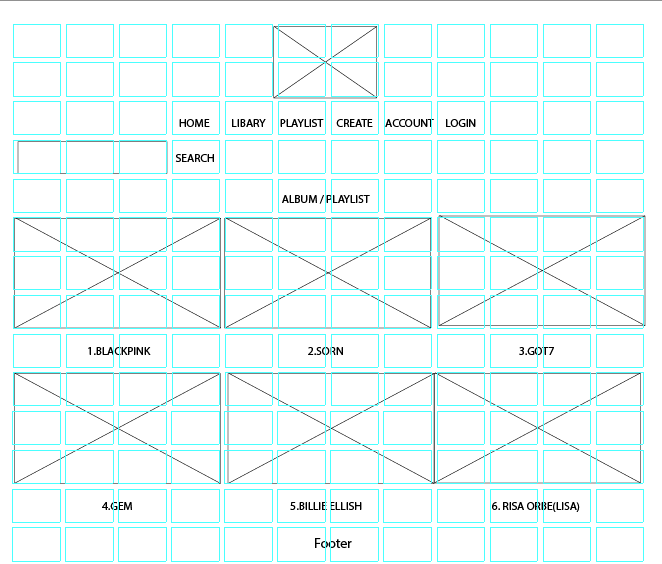 HOME LIBARY PLAYLIST CREATE ACCOUNT LOGIN
SEARCH
ALBUM / PLAYLIST
1.BLACKPINK 2.SORN 3.GOT7
4.GEM 5.BILLIE ELLISH 6. RISA ORBE(LISA)
Footer